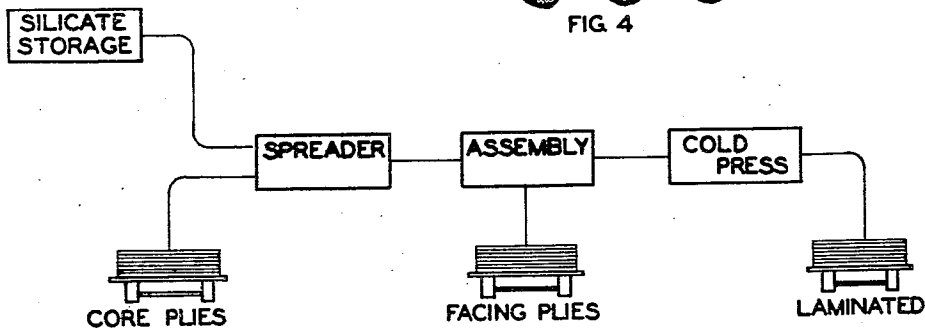 FIG. 4
SILICATE
STORAGE
SPREADER
ASSEMBLY
COLD
PRESS
CORE PLIES
FACING PLIES
LAMINATED